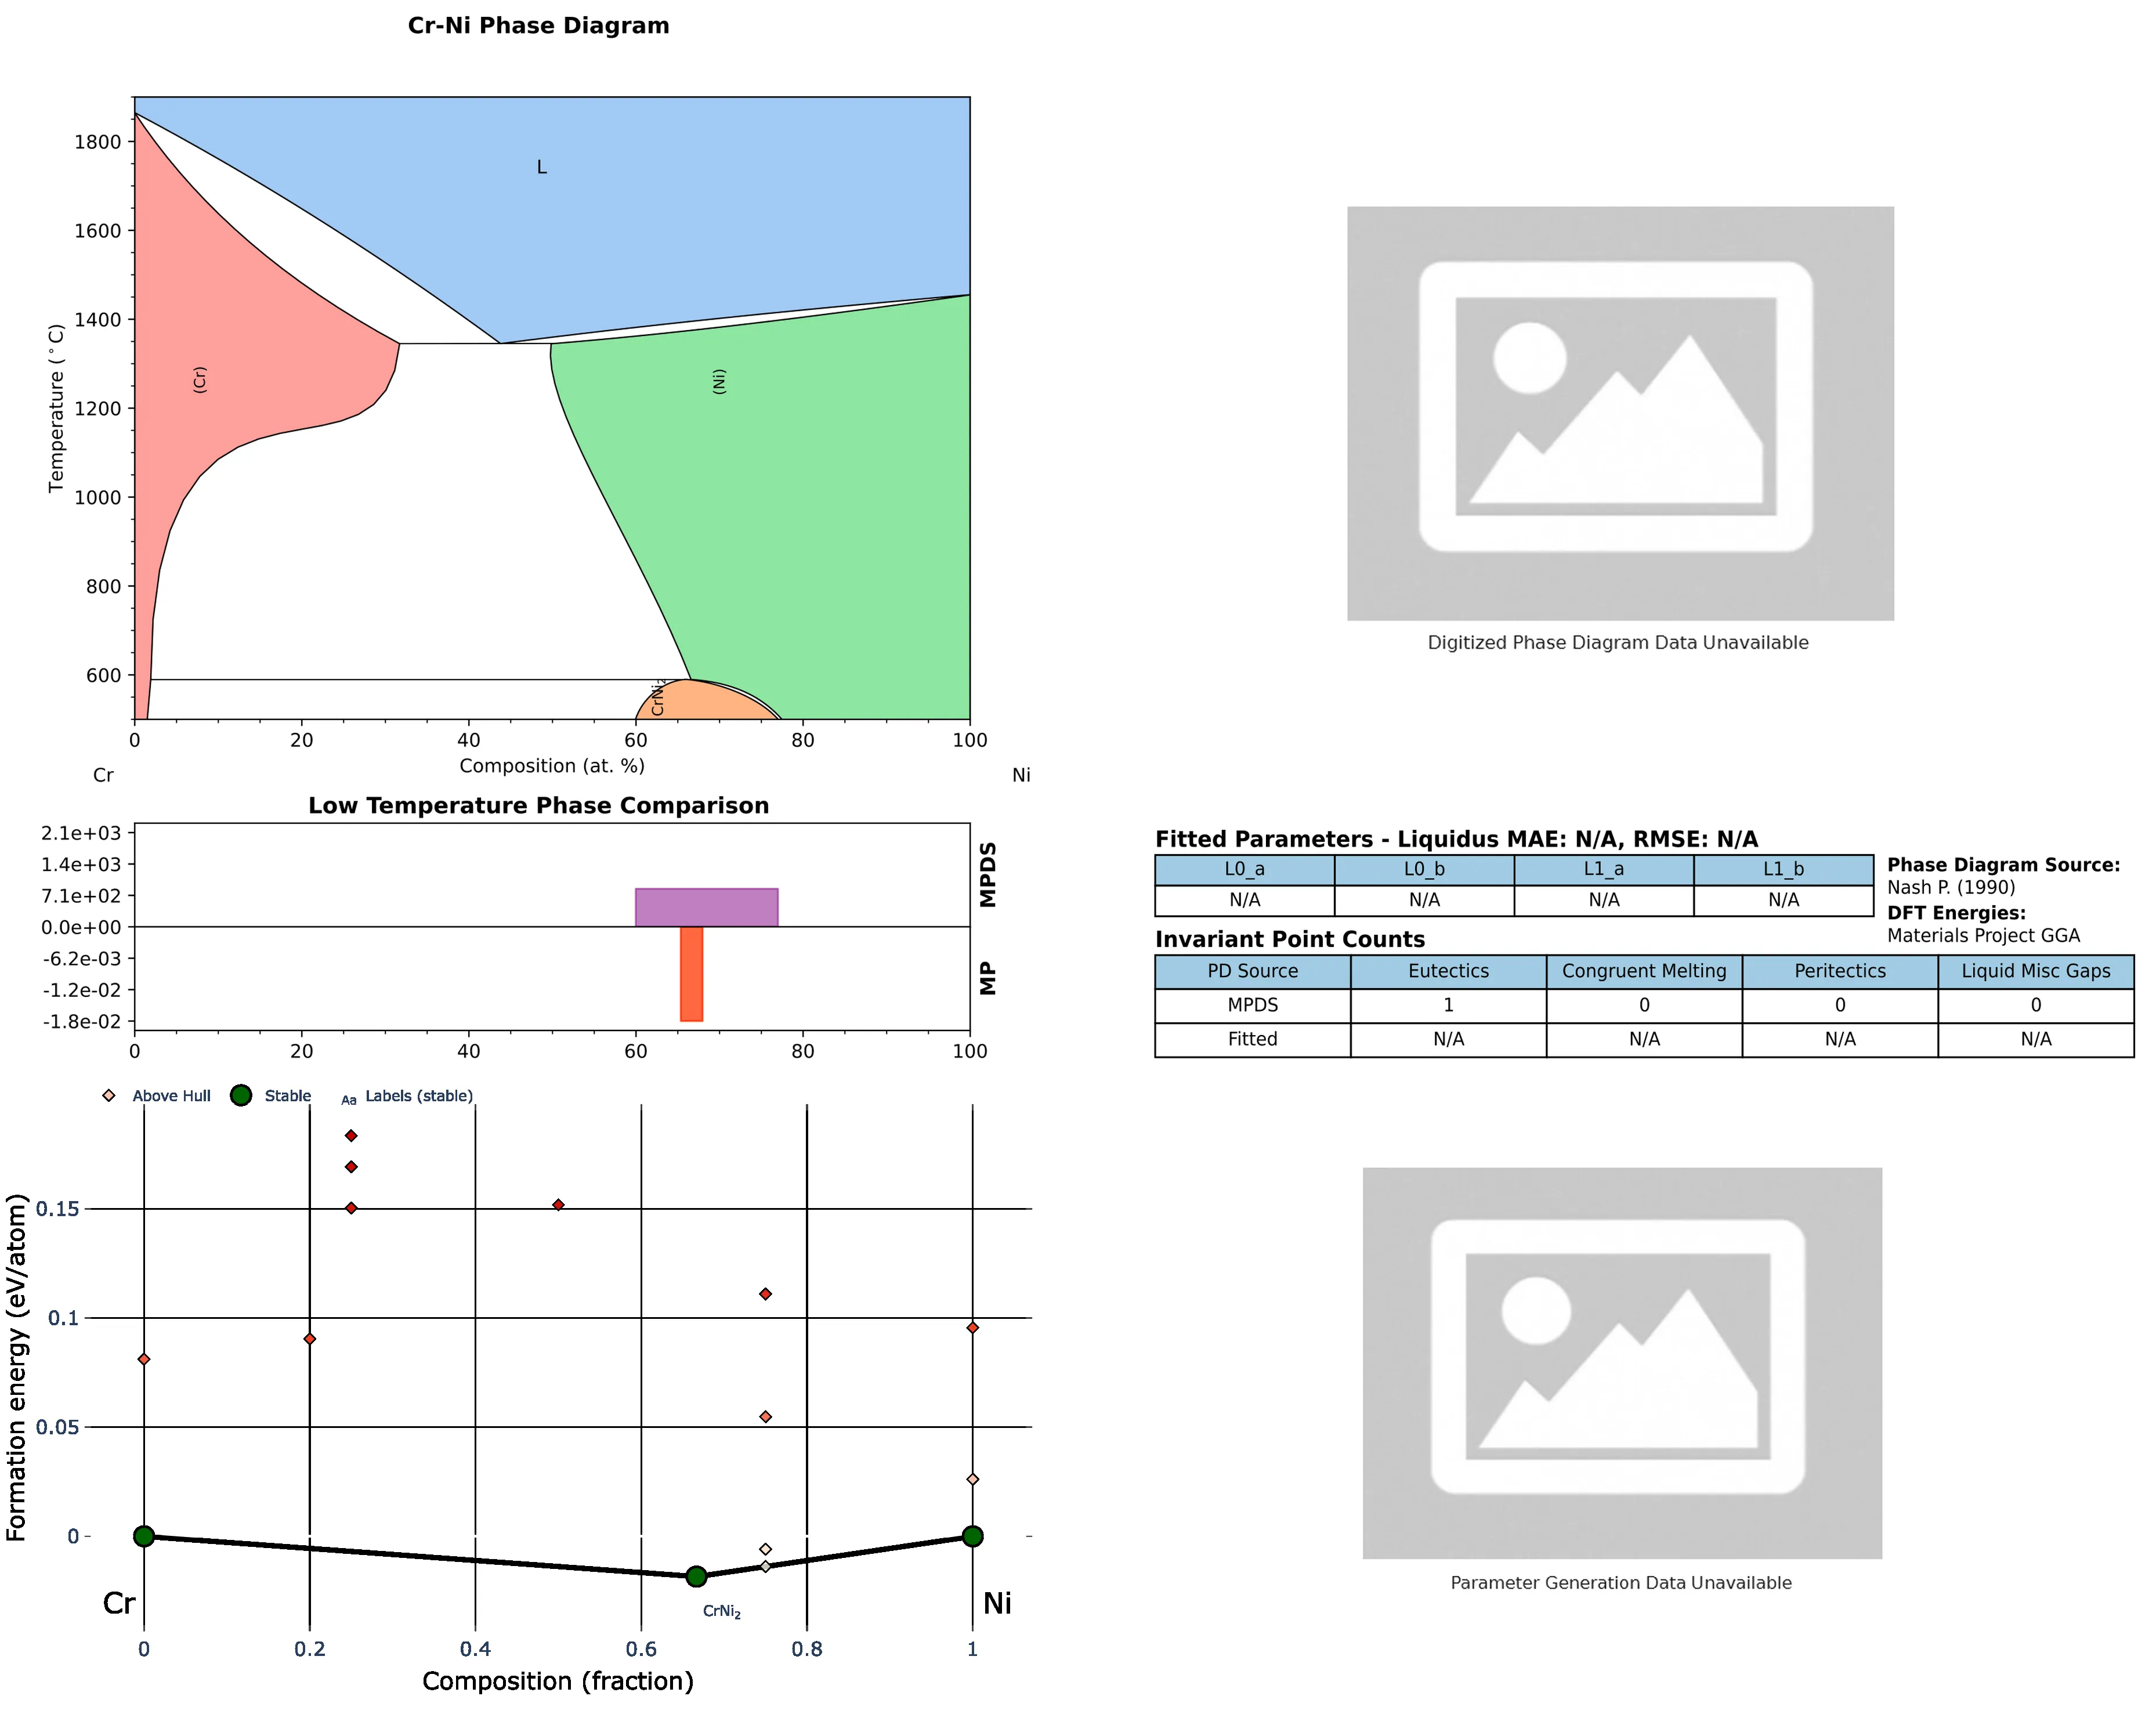 Cr-Ni Phase Diagram
1800
1600
1400
1200
1000
800
600
Temperature (°C)
L
(Cr)
(Ni)
CrNi2
0 20 40 60 80 100
Composition (at. %)
Cr Ni
Digitized Phase Diagram Data Unavailable
Low Temperature Phase Comparison
2.1e+03
1.4e+03
7.1e+02
0.0e+00
-6.2e-03
-1.2e-02
-1.8e-02
MPDS
MP
0 20 40 60 80 100
Fitted Parameters - Liquidus MAE: N/A, RMSE: N/A
L0_a L0_b L1_a L1_b
N/A N/A N/A N/A
Phase Diagram Source:
Nash P. (1990)
DFT Energies:
Materials Project GGA
Invariant Point Counts
PD Source Eutectics Congruent Melting Peritectics Liquid Misc Gaps
MPDS 1 0 0 0
Fitted N/A N/A N/A N/A
Above Hull Stable Aa Labels (stable)
0.15
0.1
0.05
0
Formation energy (eV/atom)
Cr Ni
CrNi2
0 0.2 0.4 0.6 0.8 1
Composition (fraction)
Parameter Generation Data Unavailable